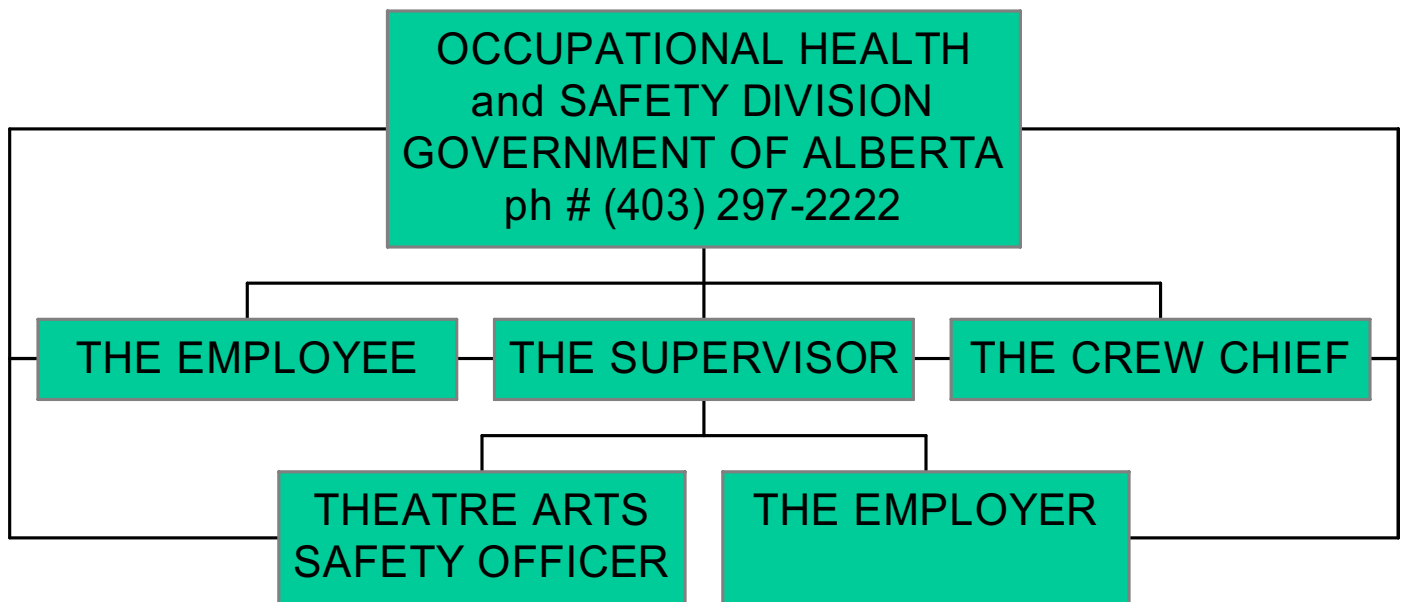 OCCUPATIONAL HEALTH
and SAFETY DIVISION
GOVERNMENT OF ALBERTA
ph # (403) 297-2222
THE EMPLOYEE
THE SUPERVISOR
THE CREW CHIEF
THEATRE ARTS
SAFETY OFFICER
THE EMPLOYER